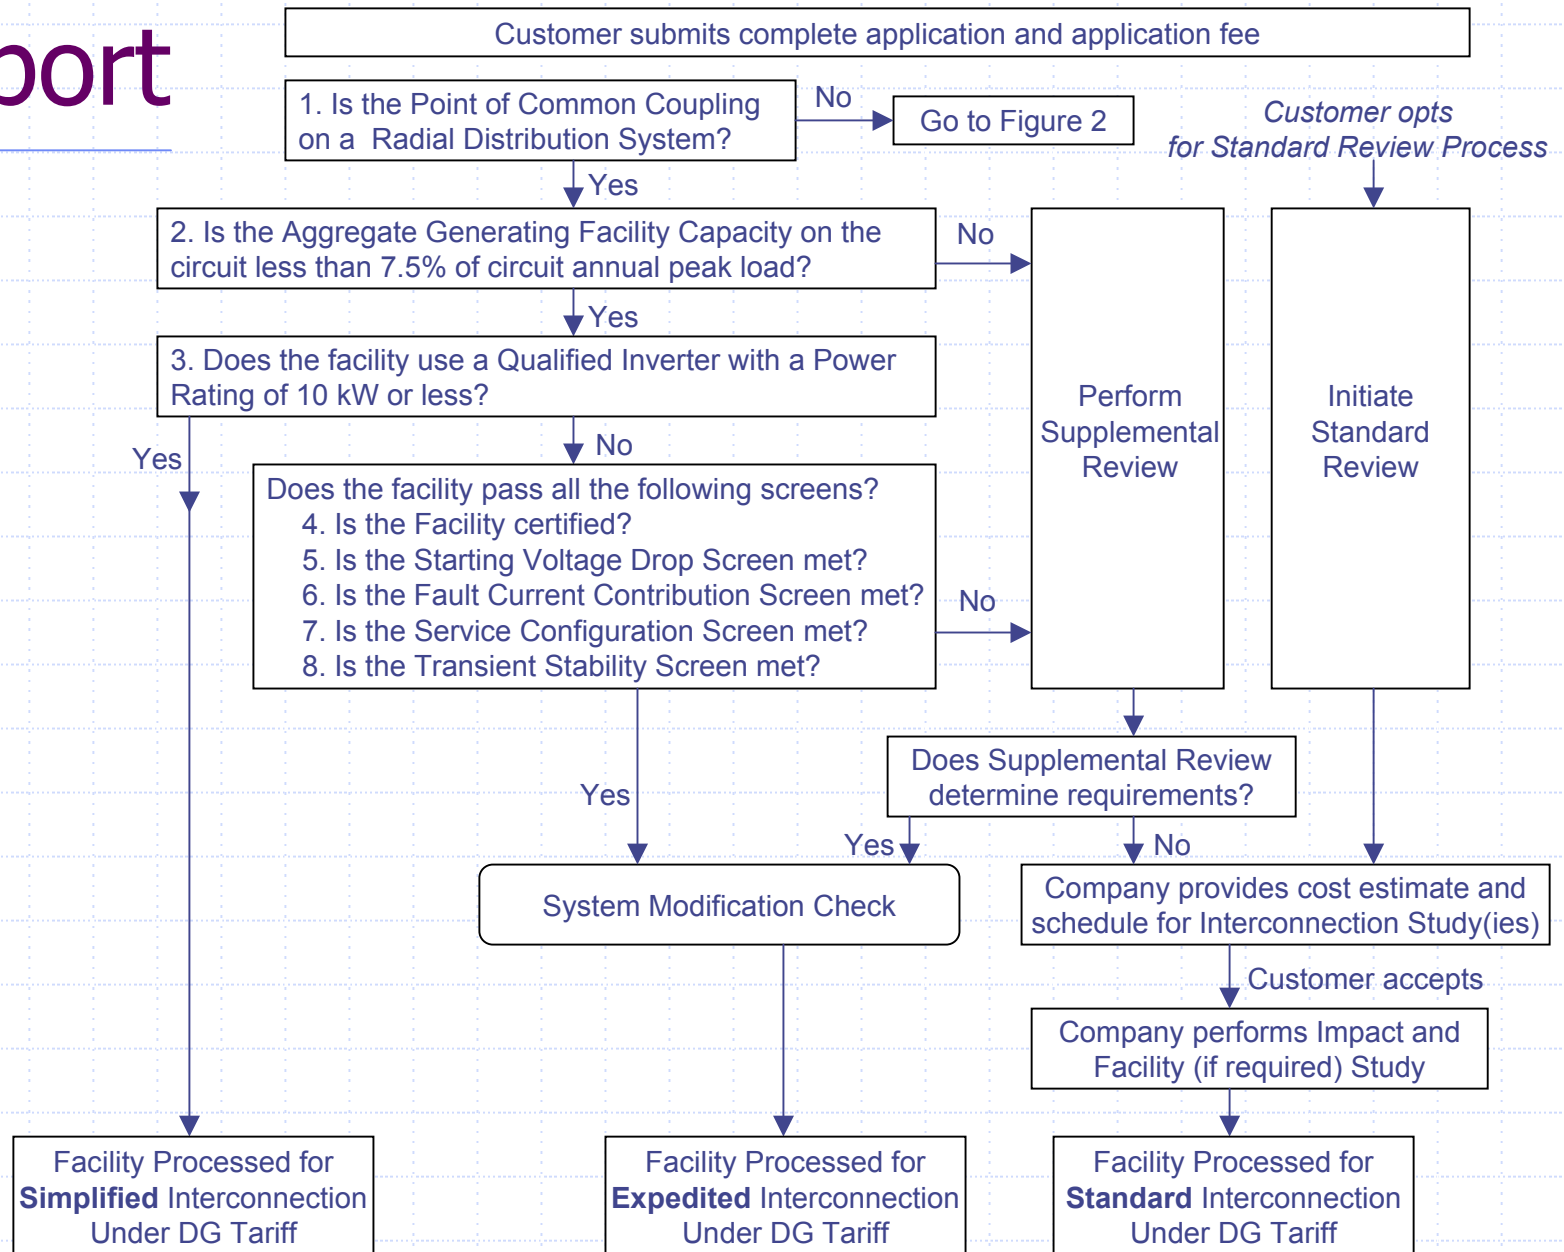 port
Customer submits complete application and application fee
1. Is the Point of Common Coupling
on a Radial Distribution System?
No
Go to Figure 2
Customer opts
for Standard Review Process
Yes
2. Is the Aggregate Generating Facility Capacity on the
circuit less than 7.5% of circuit annual peak load?
No
Yes
3. Does the facility use a Qualified Inverter with a Power
Rating of 10 kW or less?
Perform
Supplemental
Review
Initiate
Standard
Review
Yes
No
Does the facility pass all the following screens?
4. Is the Facility certified?
5. Is the Starting Voltage Drop Screen met?
6. Is the Fault Current Contribution Screen met?
7. Is the Service Configuration Screen met?
8. Is the Transient Stability Screen met?
No
Does Supplemental Review
determine requirements?
Yes
Yes
No
System Modification Check
Company provides cost estimate and
schedule for Interconnection Study(ies)
Customer accepts
Company performs Impact and
Facility (if required) Study
Facility Processed for
Simplified Interconnection
Under DG Tariff
Facility Processed for
Expedited Interconnection
Under DG Tariff
Facility Processed for
Standard Interconnection
Under DG Tariff